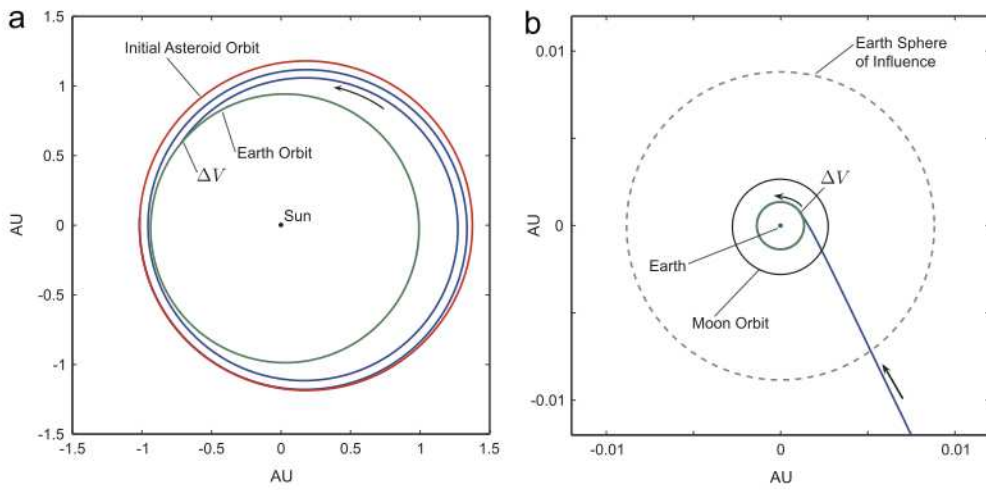 a
1.5
1
0.5
0
-0.5
-1
-1.5
AU
-1.5
-1
-0.5
0
0.5
1
1.5
AU
Initial Asteroid Orbit
Earth Orbit
ΔV
Sun
b
0.01
0
-0.01
AU
-0.01
0
0.01
AU
Earth Sphere
of Influence
ΔV
Earth
Moon Orbit